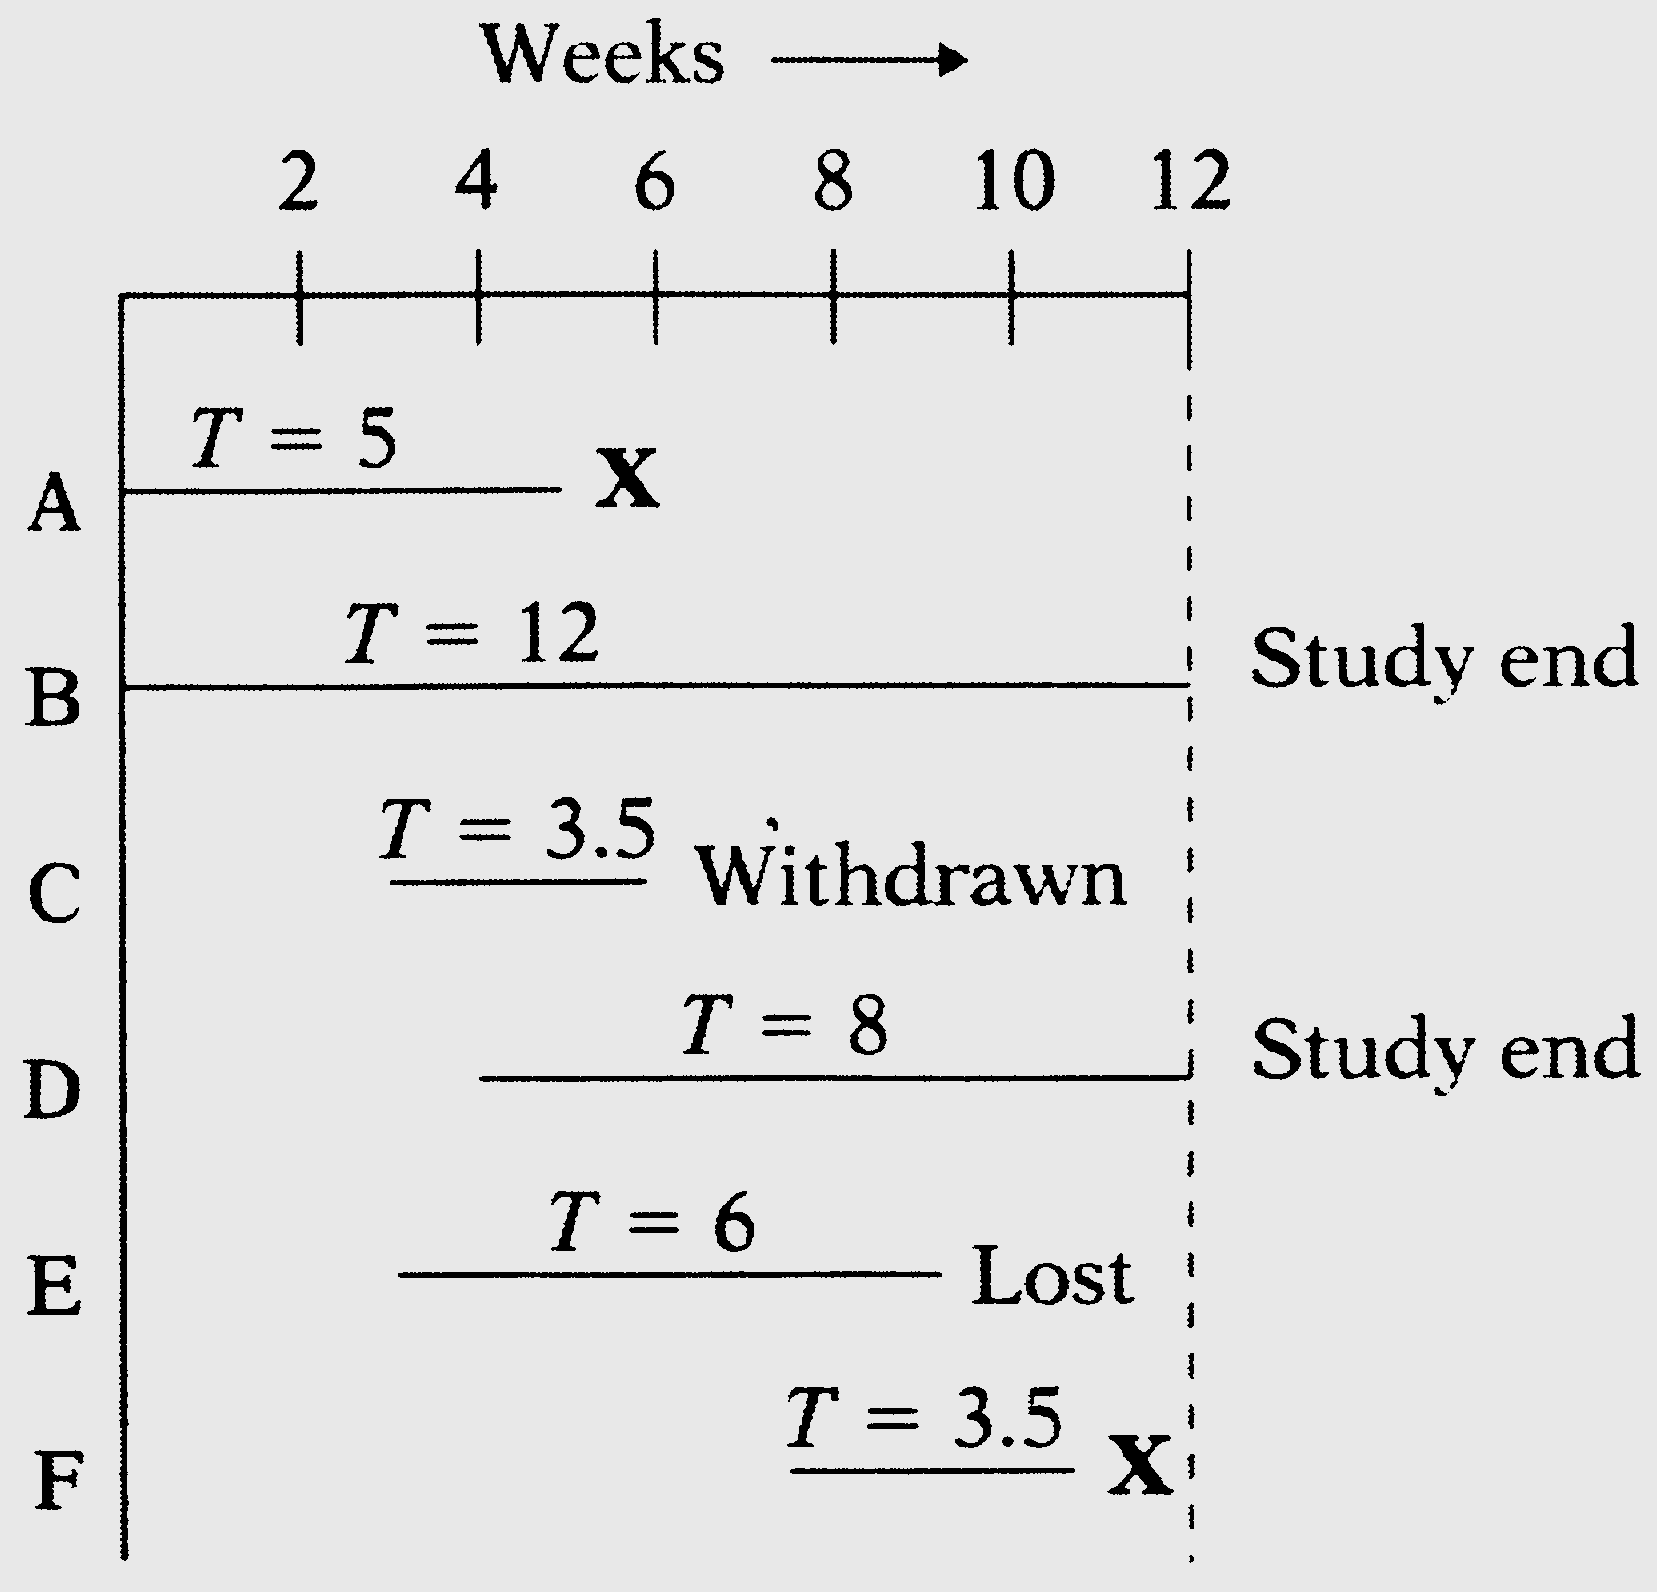 Weeks
2 4 6 8 10 12
T = 5
A X
T = 12
B Study end
T = 3.5
C Withdrawn
T = 8
D Study end
T = 6
E Lost
T = 3.5
F X